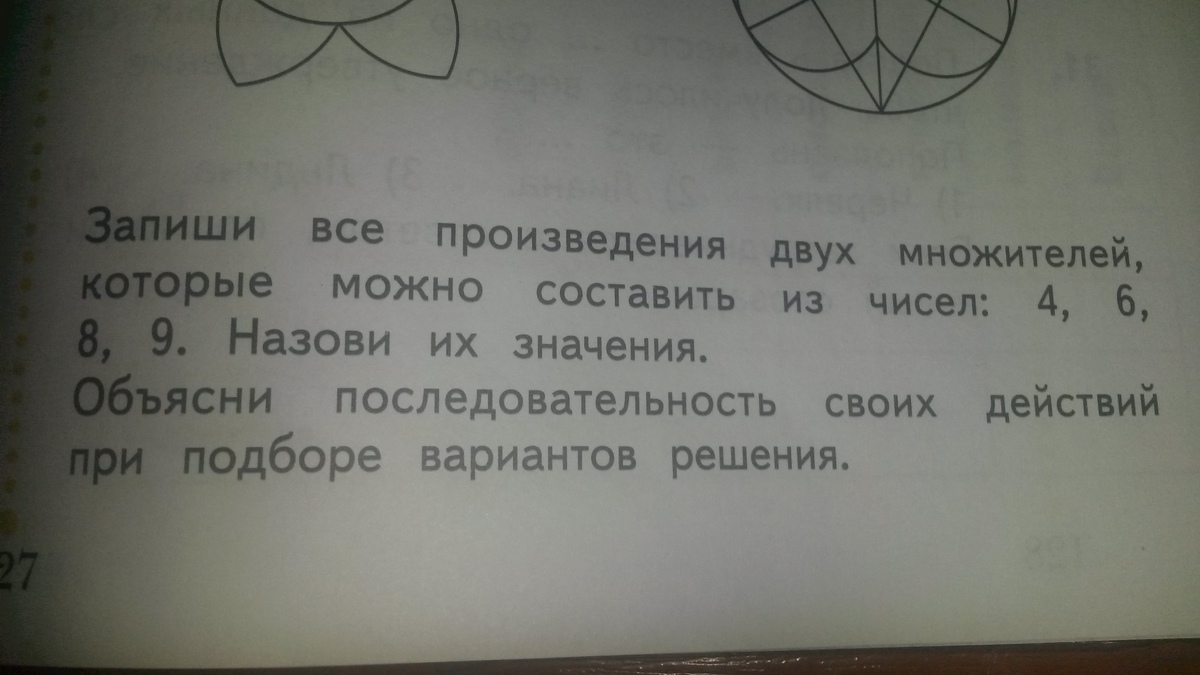 Запиши все произведения двух множителей,
которые можно составить из чисел: 4, 6,
8, 9. Назови их значения.
Объясни последовательность своих действий
при подборе вариантов решения.
27